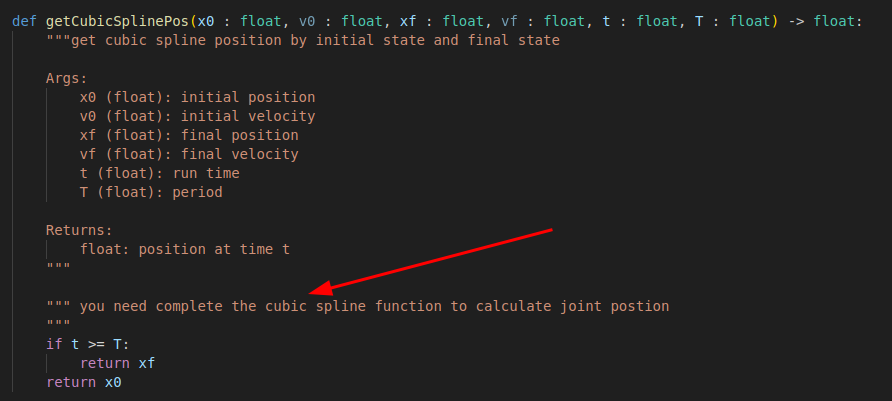 def getCubicSplinePos(x0 : float, v0 : float, xf : float, vf : float, t : float, T : float) -> float:
"""get cubic spline position by initial state and final state
Args:
x0 (float): initial position
v0 (float): initial velocity
xf (float): final position
vf (float): final velocity
t (float): run time
T (float): period
Returns:
float: position at time t
"""
""" you need complete the cubic spline function to calculate joint postion
"""
if t >= T:
return xf
return x0